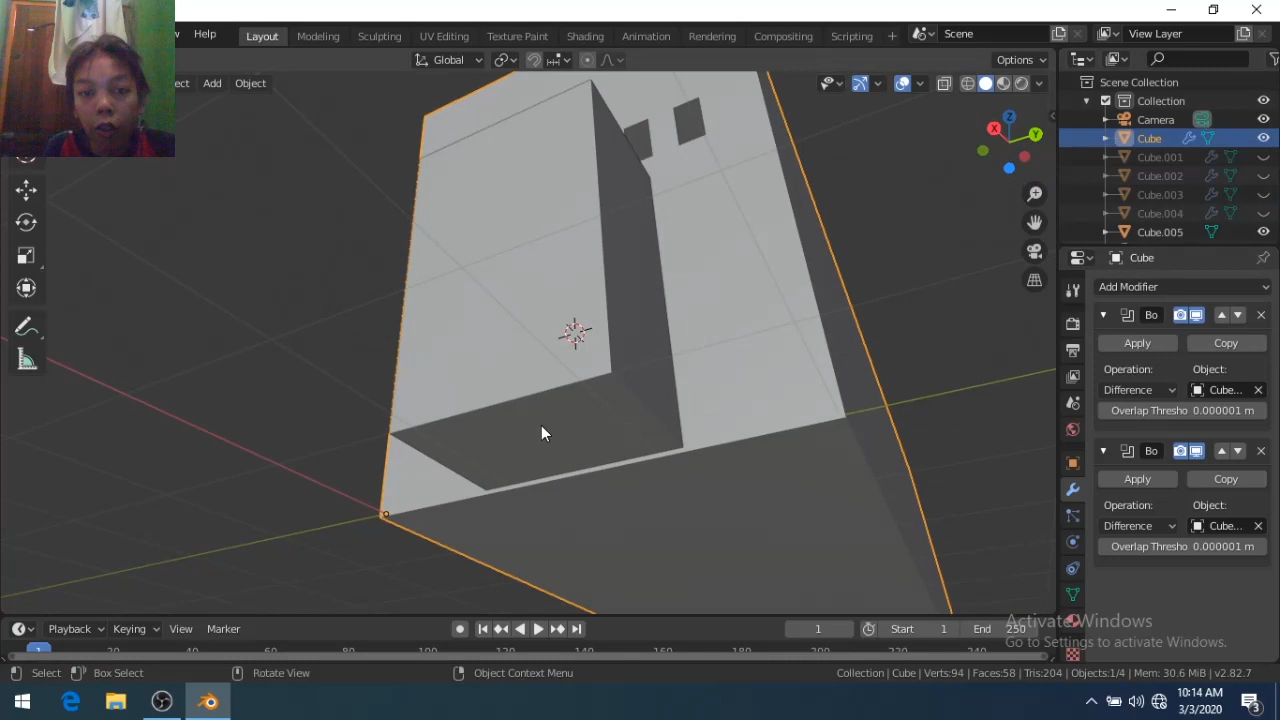 Help
Layout
Modeling
Sculpting
UV Editing
Texture Paint
Shading
Animation
Rendering
Compositing
Scripting
Scene
View Layer
Global
Options
Add
Object
Scene Collection
Collection
Camera
Cube
Cube.001
Cube.002
Cube.003
Cube.004
Cube.005
X
Y
Z
Cube
Add Modifier
Bo
Apply
Copy
Operation:
Object:
Difference
Cube...
Overlap Thresho 0.000001 m
Bo
Apply
Copy
Operation:
Object:
Difference
Cube...
Overlap Thresho 0.000001 m
Playback
Keying
View
Marker
1
Start 1
End 250
1
Activate Windows
Go to Settings to activate Windows.
Select
Box Select
Rotate View
Object Context Menu
Collection | Cube | Verts:94 | Faces:58 | Tris:204 | Objects:1/4 | Mem: 30.6 MiB | v2.82.7
10:14 AM
3/3/2020
3